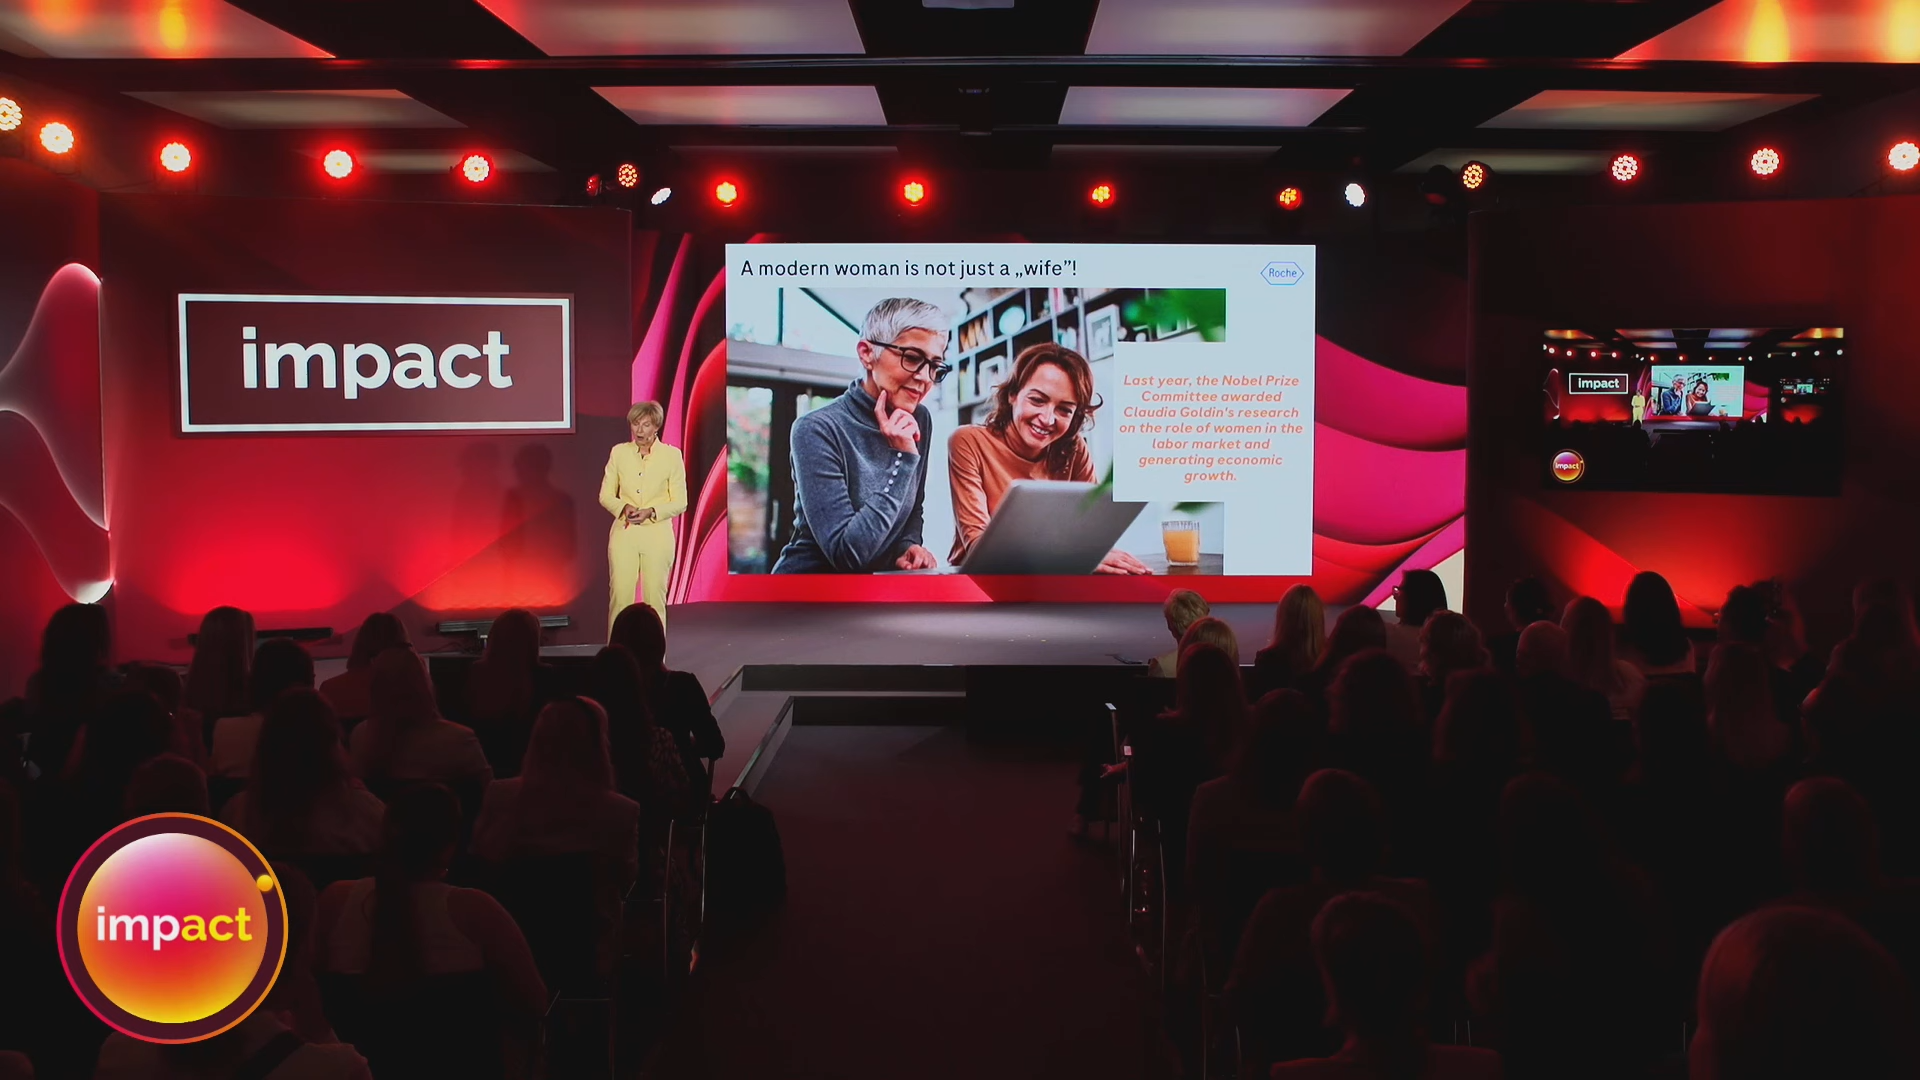 impact
A modern woman is not just a „wife”!
Roche
Last year, the Nobel Prize
Committee awarded
Claudia Goldin's research
on the role of women in the
labor market and
generating economic
growth.
impact
impact
impact